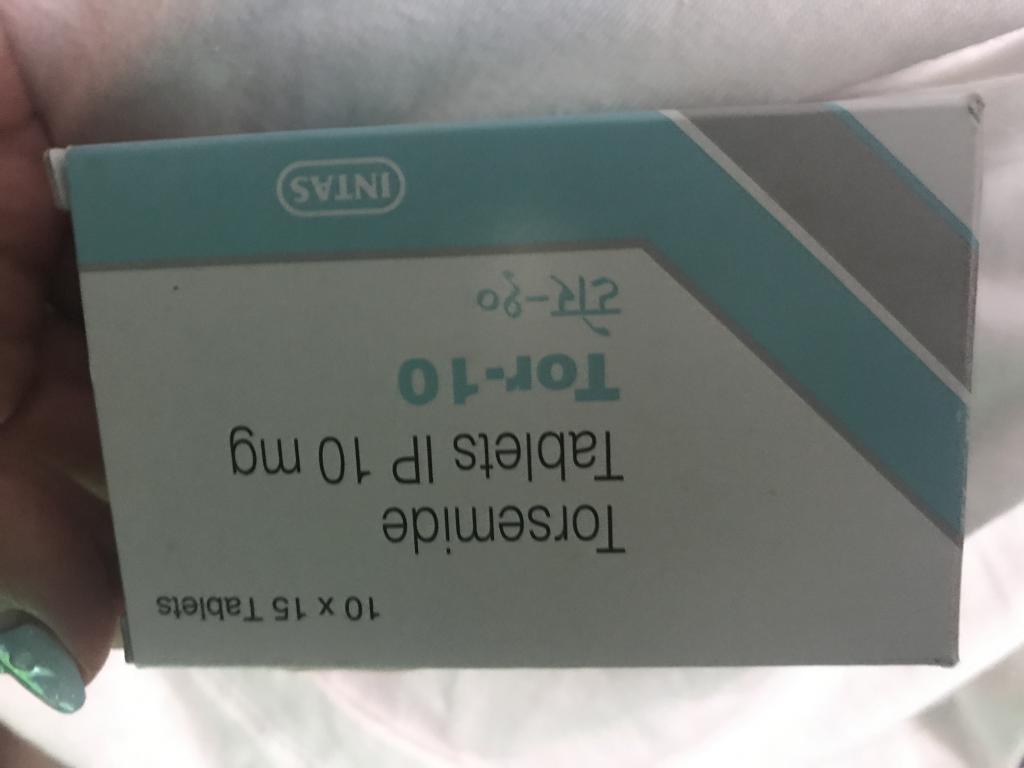 10 x 15 Tablets
Torsemide
Tablets IP 10 mg
Tor-10
टोर-१०
INTAS